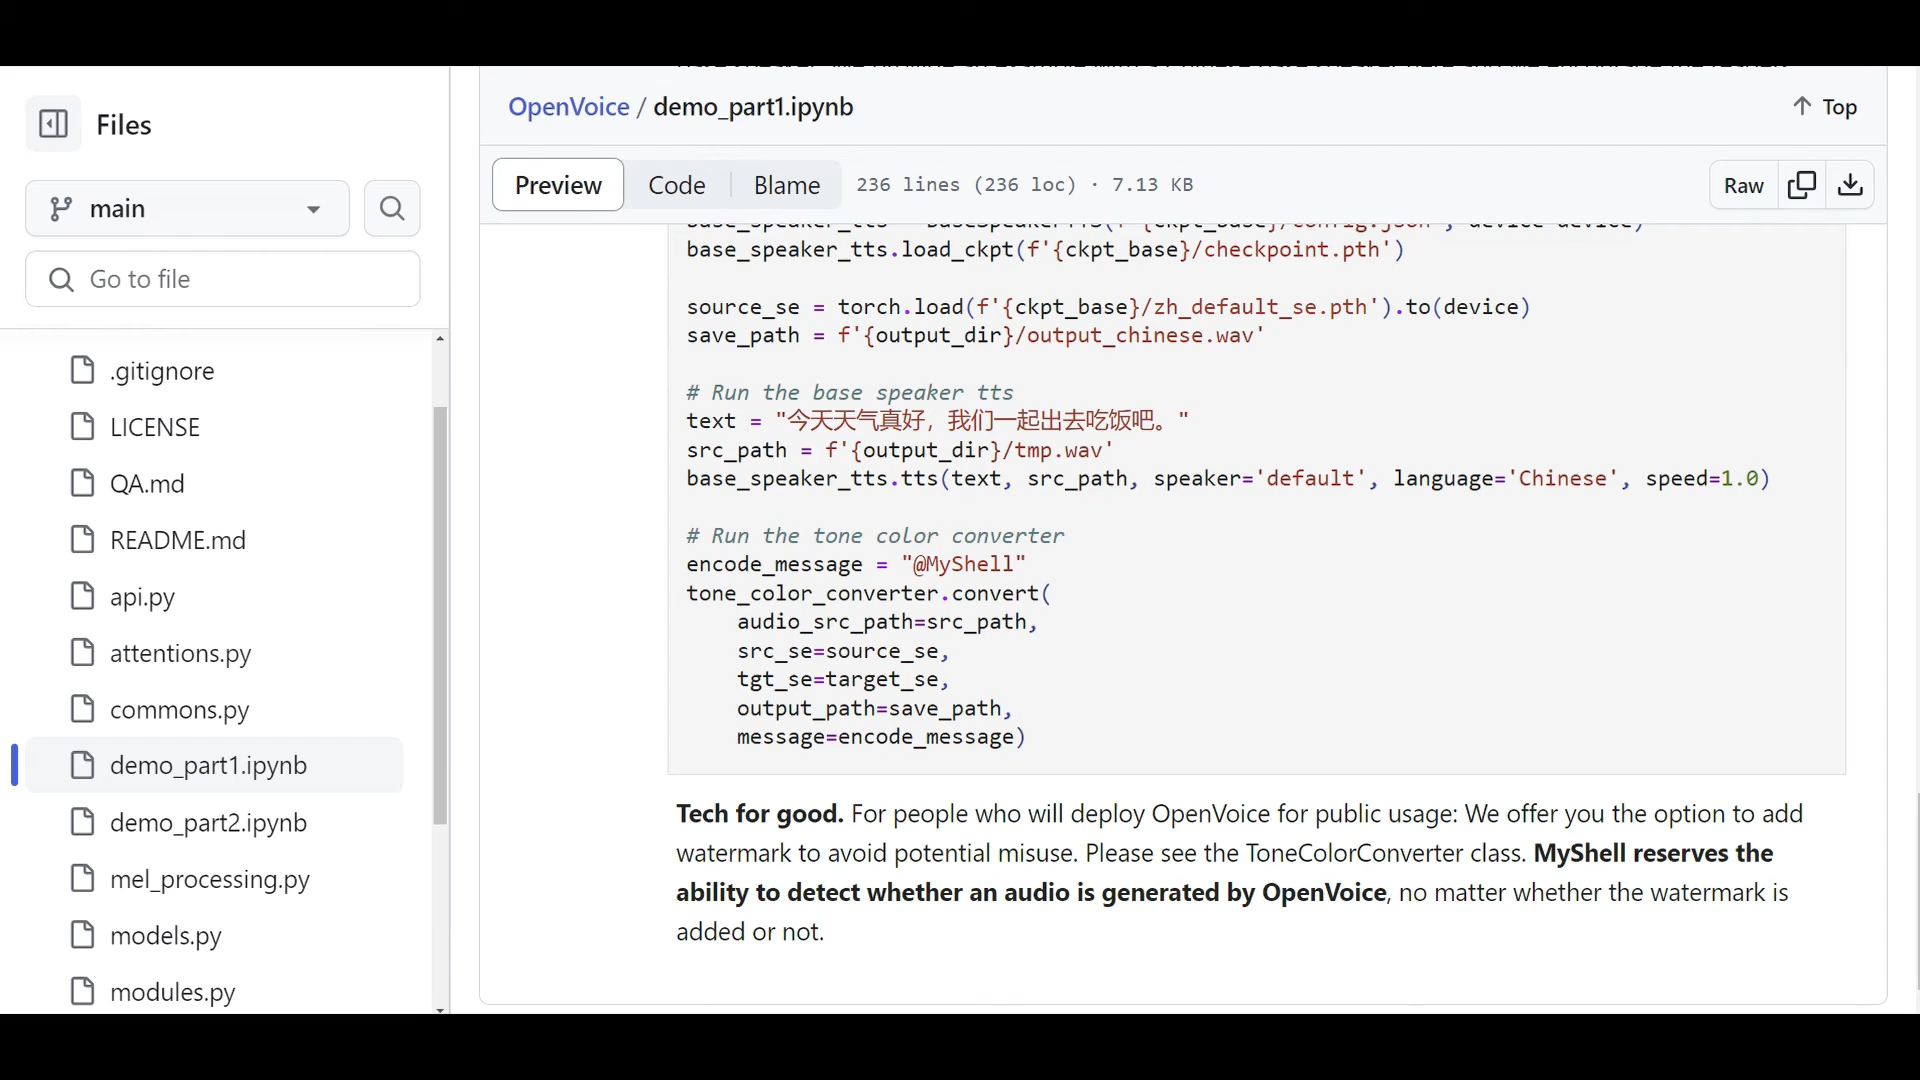 Files
main
Go to file
.gitignore
LICENSE
QA.md
README.md
api.py
attentions.py
commons.py
demo_part1.ipynb
demo_part2.ipynb
mel_processing.py
models.py
modules.py
OpenVoice / demo_part1.ipynb
Top
Preview
Code
Blame
236 lines (236 loc) · 7.13 KB
Raw
base_speaker_tts.load_ckpt(f'{ckpt_base}/checkpoint.pth')
source_se = torch.load(f'{ckpt_base}/zh_default_se.pth').to(device)
save_path = f'{output_dir}/output_chinese.wav'
# Run the base speaker tts
text = "今天天气真好，我们一起出去吃饭吧。"
src_path = f'{output_dir}/tmp.wav'
base_speaker_tts.tts(text, src_path, speaker='default', language='Chinese', speed=1.0)
# Run the tone color converter
encode_message = "@MyShell"
tone_color_converter.convert(
    audio_src_path=src_path,
    src_se=source_se,
    tgt_se=target_se,
    output_path=save_path,
    message=encode_message)
Tech for good. For people who will deploy OpenVoice for public usage: We offer you the option to add
watermark to avoid potential misuse. Please see the ToneColorConverter class. MyShell reserves the
ability to detect whether an audio is generated by OpenVoice, no matter whether the watermark is
added or not.